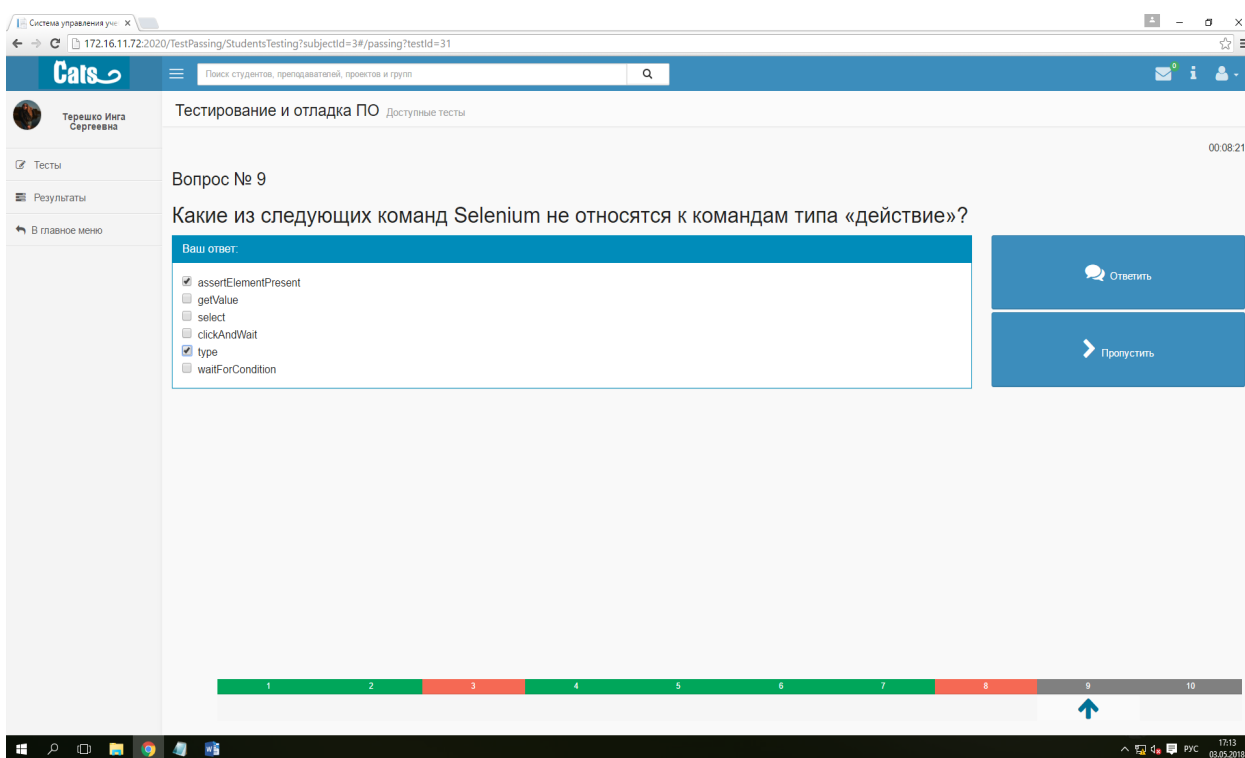 Система управления уче
172.16.11.72:2020/TestPassing/StudentsTesting?subjectId=3#/passing?testId=31
Cats
Поиск студентов, преподавателей, проектов и групп
0
Терешко Инга
Сергеевна
Тестирование и отладка ПО Доступные тесты
00:08:21
Тесты
Результаты
В главное меню
Вопрос № 9
Какие из следующих команд Selenium не относятся к командам типа «действие»?
Ваш ответ:
assertElementPresent
getValue
select
clickAndWait
type
waitForCondition
Ответить
Пропустить
1 2 3 4 5 6 7 8 9 10
РУС
17:13
03.05.2018